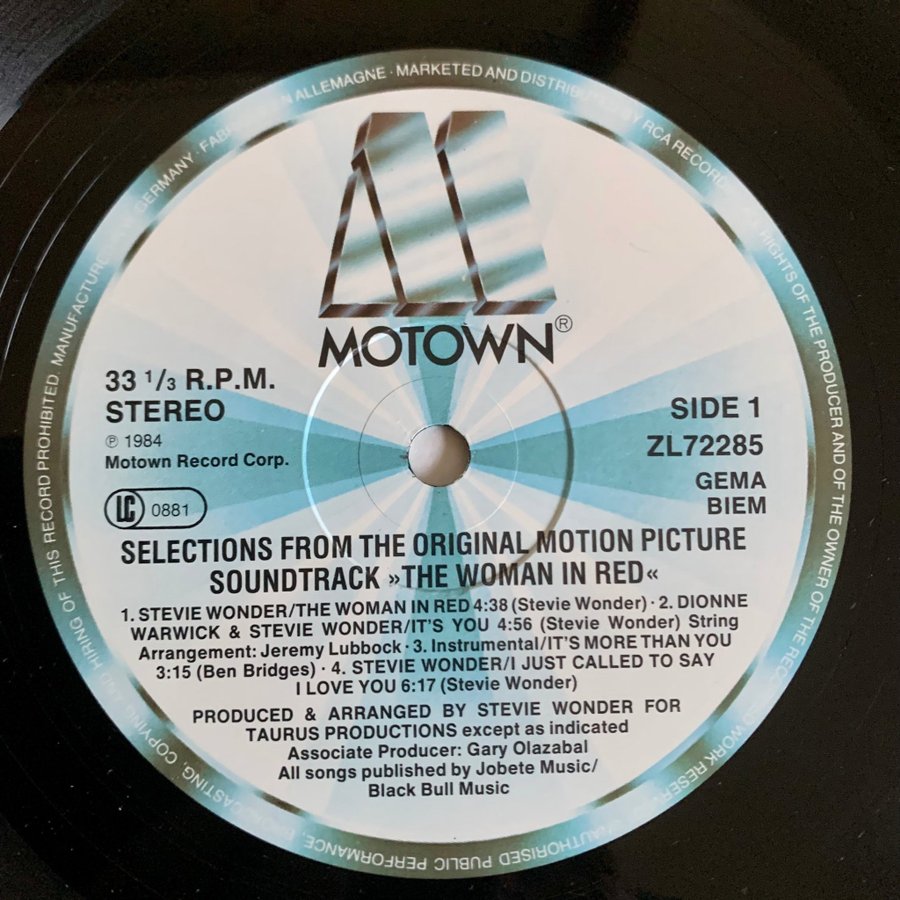 MOTOWN®
33 1/3 R.P.M.
STEREO
℗ 1984
Motown Record Corp.
LC 0881
SIDE 1
ZL72285
GEMA
BIEM
SELECTIONS FROM THE ORIGINAL MOTION PICTURE
SOUNDTRACK »THE WOMAN IN RED«
1. STEVIE WONDER/THE WOMAN IN RED 4:38 (Stevie Wonder) · 2. DIONNE
WARWICK & STEVIE WONDER/IT'S YOU 4:56 (Stevie Wonder) String
Arrangement: Jeremy Lubbock · 3. Instrumental/IT'S MORE THAN YOU
3:15 (Ben Bridges) · 4. STEVIE WONDER/I JUST CALLED TO SAY
I LOVE YOU 6:17 (Stevie Wonder)
PRODUCED & ARRANGED BY STEVIE WONDER FOR
TAURUS PRODUCTIONS except as indicated
Associate Producer: Gary Olazabal
All songs published by Jobete Music/
Black Bull Music
GERMANY · ALLEMAGNE · MARKETED AND RCA RIGHTS OF THE PRODUCER AND OF THE OWNER OF THE WORK AUTHORISED PUBLIC PERFORMANCE, COPYING HIRING OF THIS RECORD PROHIBITED.